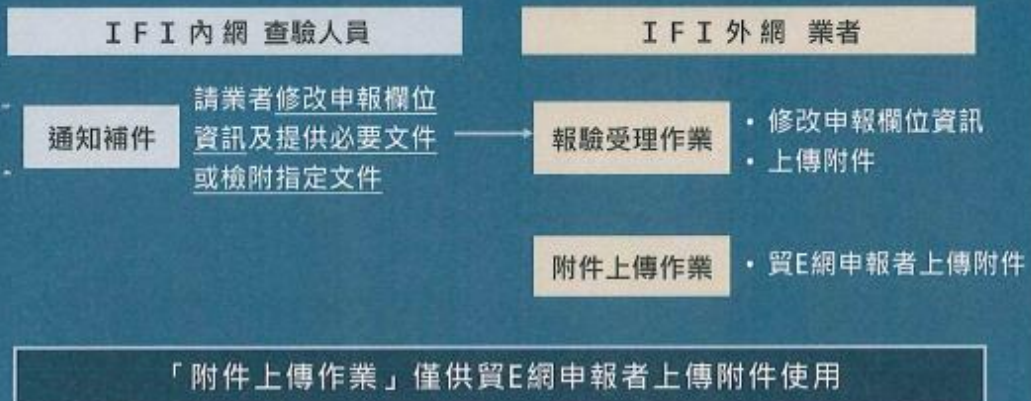 IFI內網 查驗人員
IFI外網 業者
通知補件
請業者修改申報欄位
資訊及提供必要文件
或檢附指定文件
報驗受理作業
• 修改申報欄位資訊
• 上傳附件
附件上傳作業
• 貿E網申報者上傳附件
「附件上傳作業」僅供貿E網申報者上傳附件使用